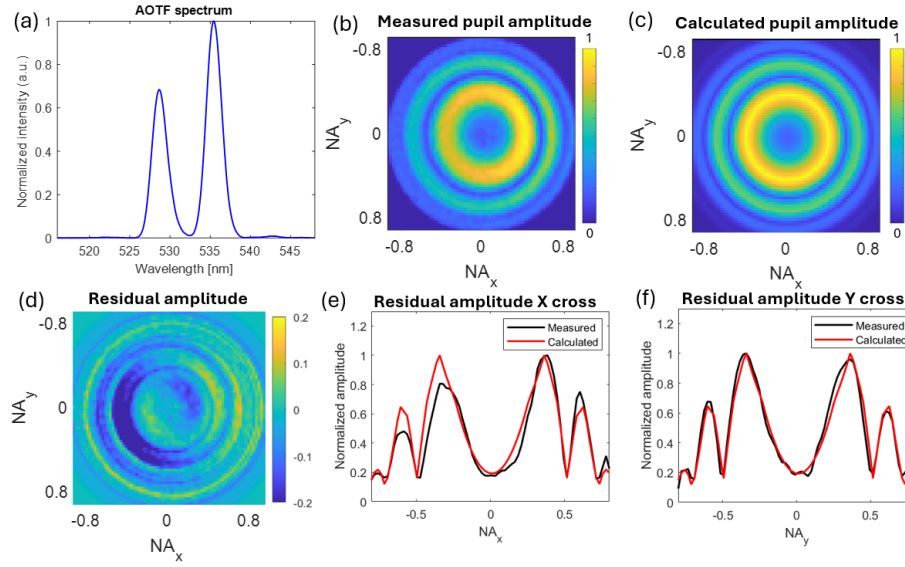 (a)
AOTF spectrum
Normalized intensity (a.u.)
1
0.8
0.6
0.4
0.2
0
520
525
530
535
540
545
Wavelength [nm]
(b)
Measured pupil amplitude
NAy
-0.8
0
0.8
-0.8
0
0.8
NAx
1
0
(c)
Calculated pupil amplitude
NAy
-0.8
0
0.8
-0.8
0
0.8
NAx
1
0
(d)
Residual amplitude
NAy
-0.8
0
0.8
-0.8
0
0.8
NAx
0.2
0.1
0
-0.1
-0.2
(e)
Residual amplitude X cross
Normalized amplitude
1.2
1.0
0.8
0.6
0.4
0.2
0
-0.5
0
0.5
NAx
Measured
Calculated
(f)
Residual amplitude Y cross
Normalized amplitude
1.2
1.0
0.8
0.6
0.4
0.2
0
-0.5
0
0.5
NAy
Measured
Calculated